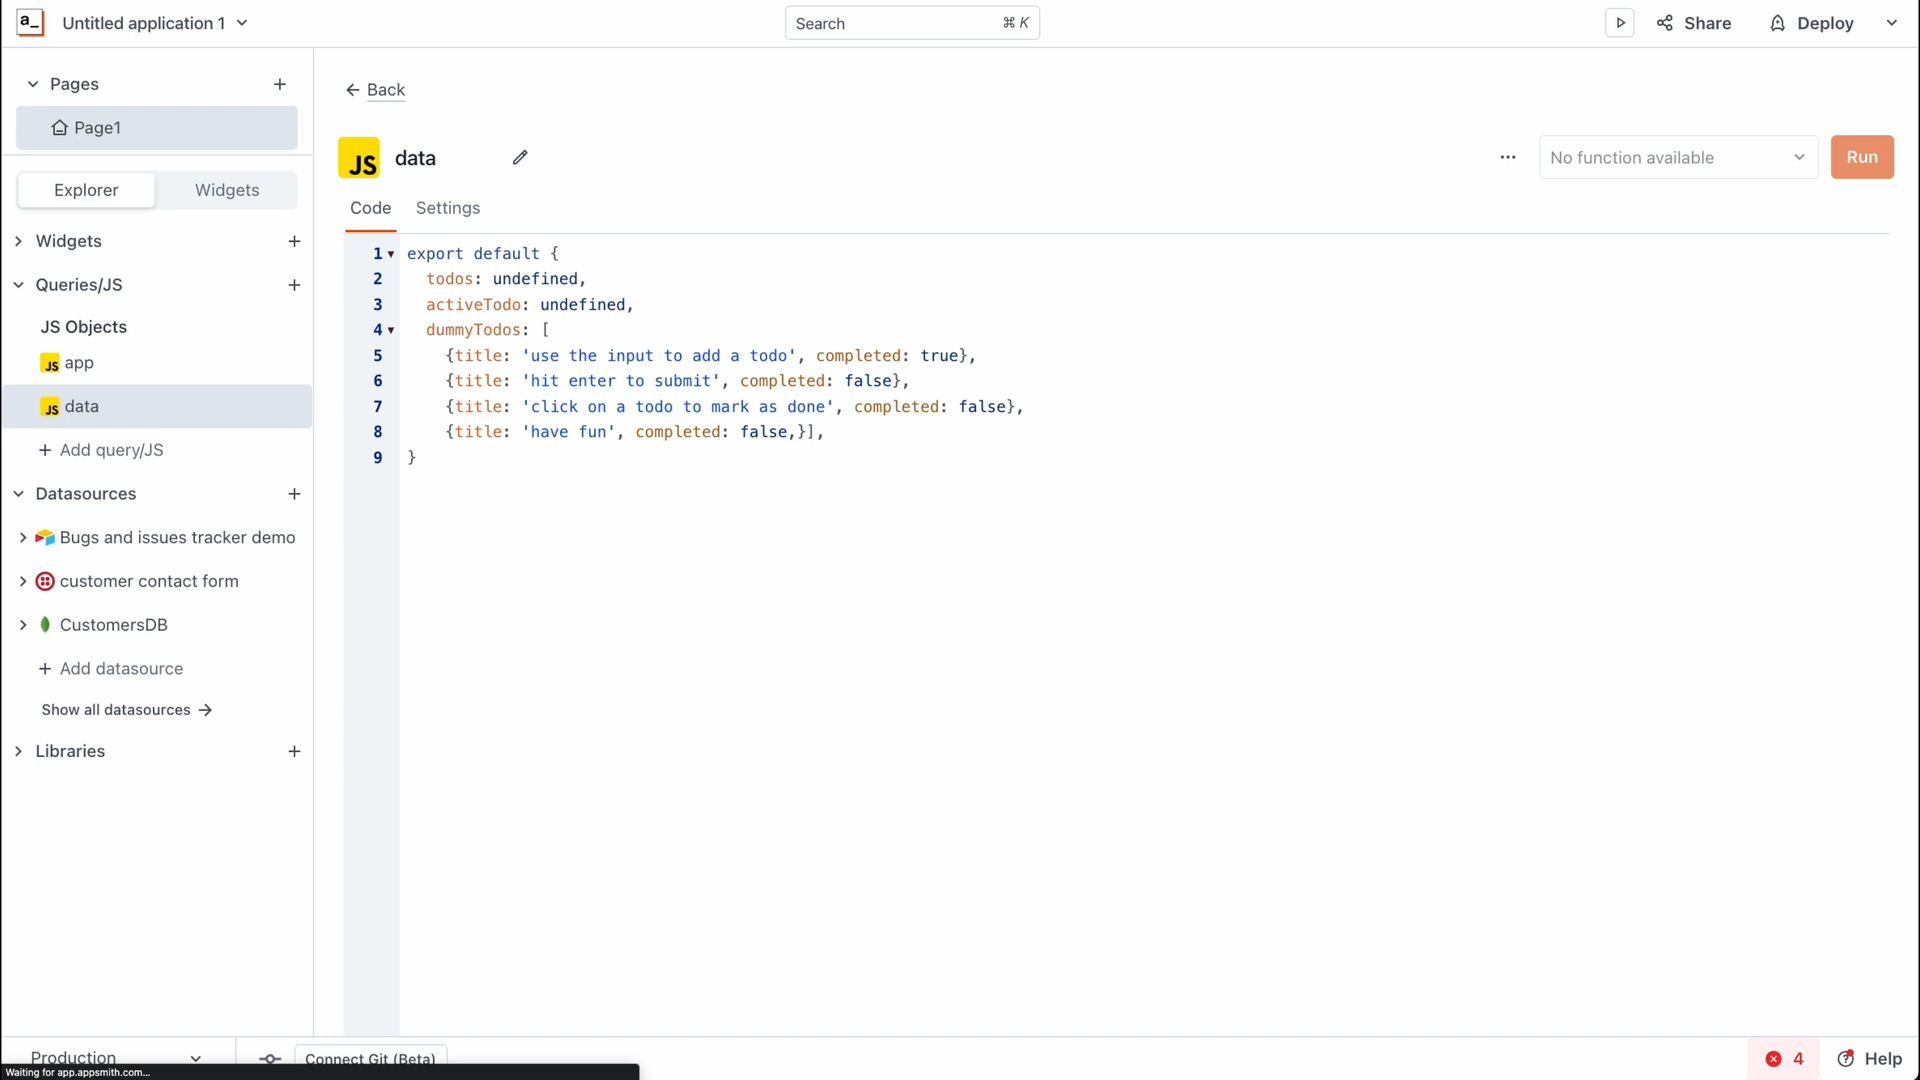 a_ Untitled application 1
Search ⌘ K
Share
Deploy
Pages
Page1
Explorer Widgets
Widgets
Queries/JS
JS Objects
JS app
JS data
Add query/JS
Datasources
Bugs and issues tracker demo
customer contact form
CustomersDB
Add datasource
Show all datasources
Libraries
Back
JS data
No function available
Run
Code Settings
1 export default {
2 todos: undefined,
3 activeTodo: undefined,
4 dummyTodos: [
5 {title: 'use the input to add a todo', completed: true},
6 {title: 'hit enter to submit', completed: false},
7 {title: 'click on a todo to mark as done', completed: false},
8 {title: 'have fun', completed: false,}],
9 }
Production
Connect Git (Beta)
4
Help
Waiting for app.appsmith.com...